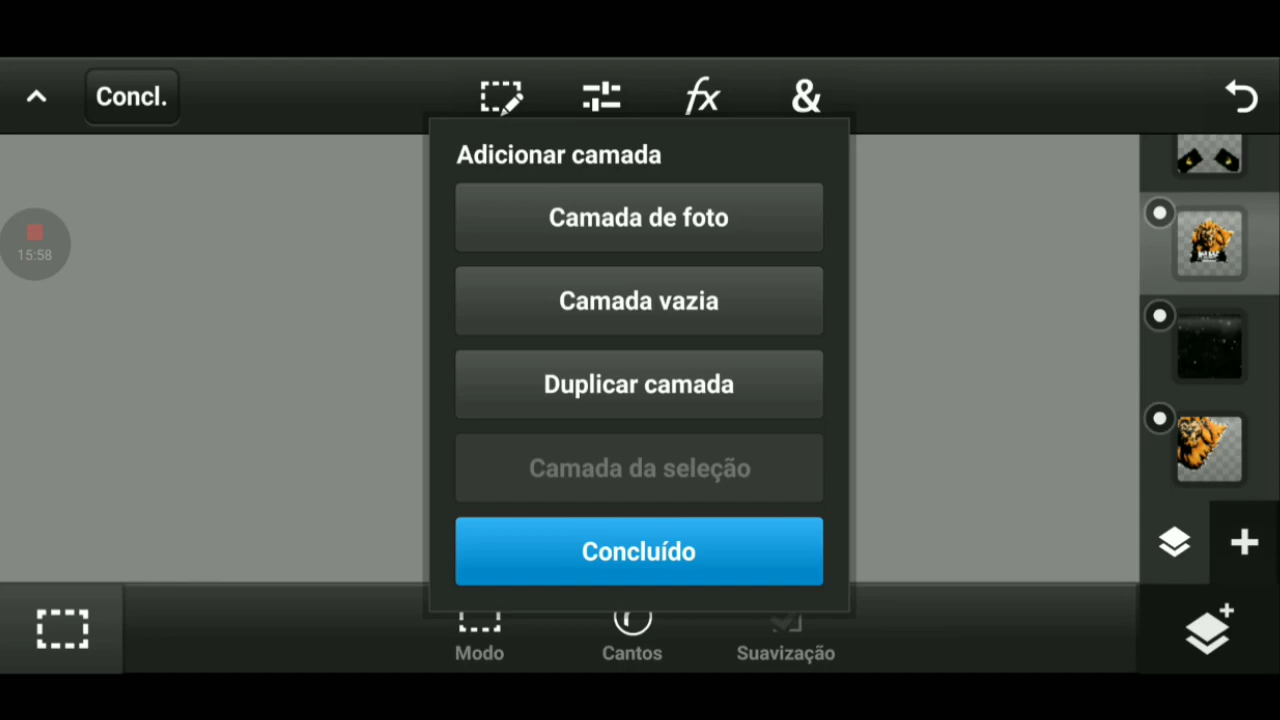 Concl.
fx
&
Adicionar camada
Camada de foto
15:58
Camada vazia
Duplicar camada
Camada da seleção
Concluído
Modo
Cantos
Suavização